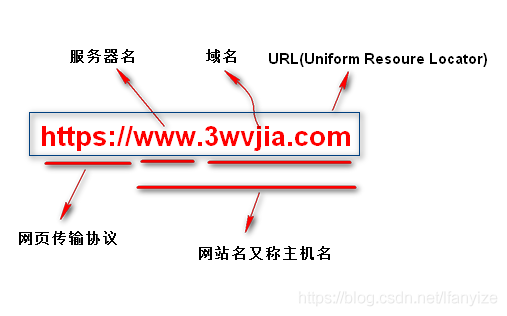 服务器名
域名
URL(Uniform Resoure Locator)
https://www.3wvjia.com
网页传输协议
网站名又称主机名
https://blog.csdn.net/lfanyize